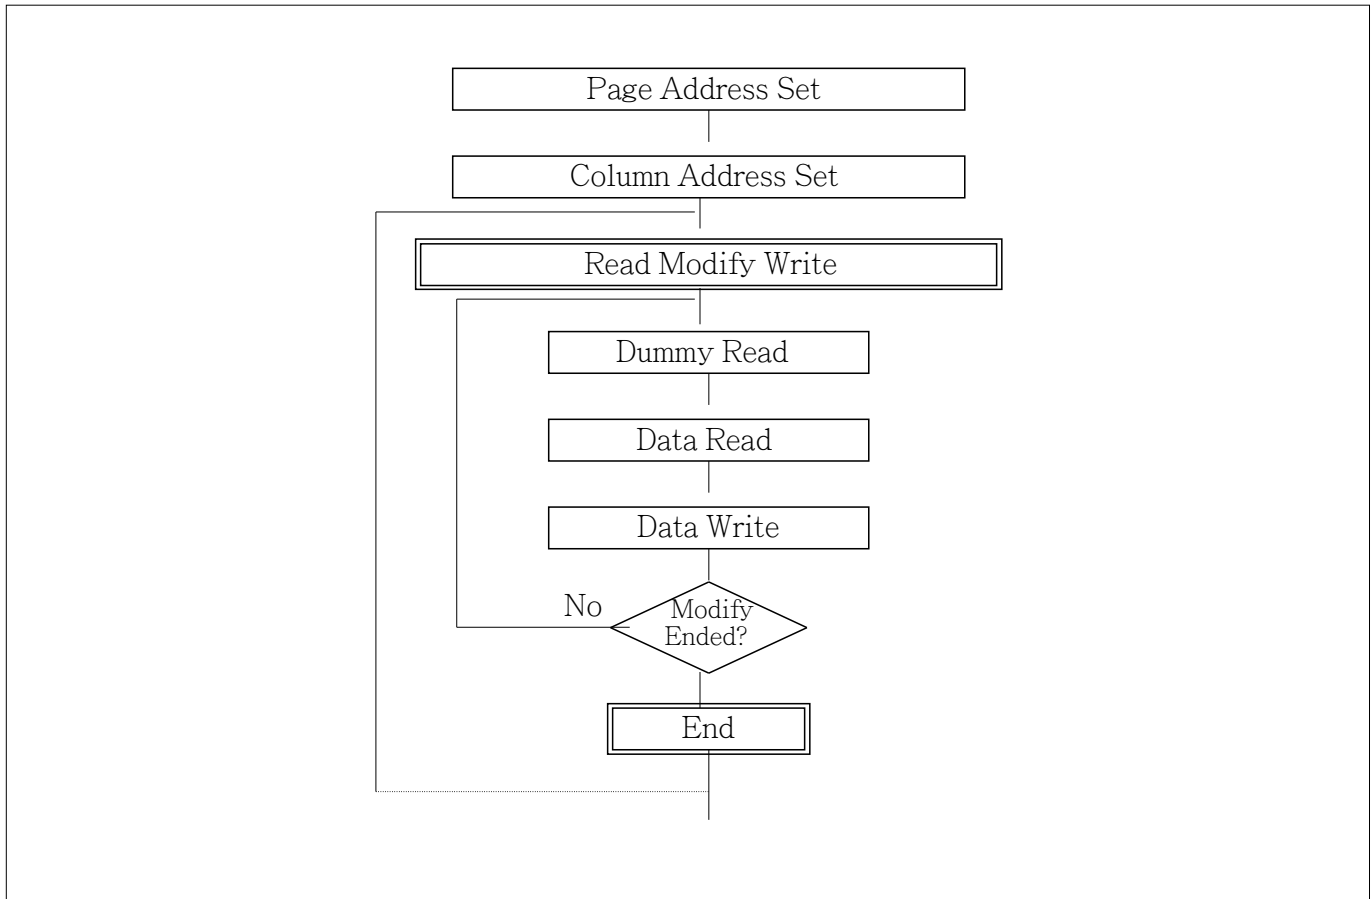 Page Address Set
Column Address Set
Read Modify Write
Dummy Read
Data Read
Data Write
No
Modify
Ended?
End